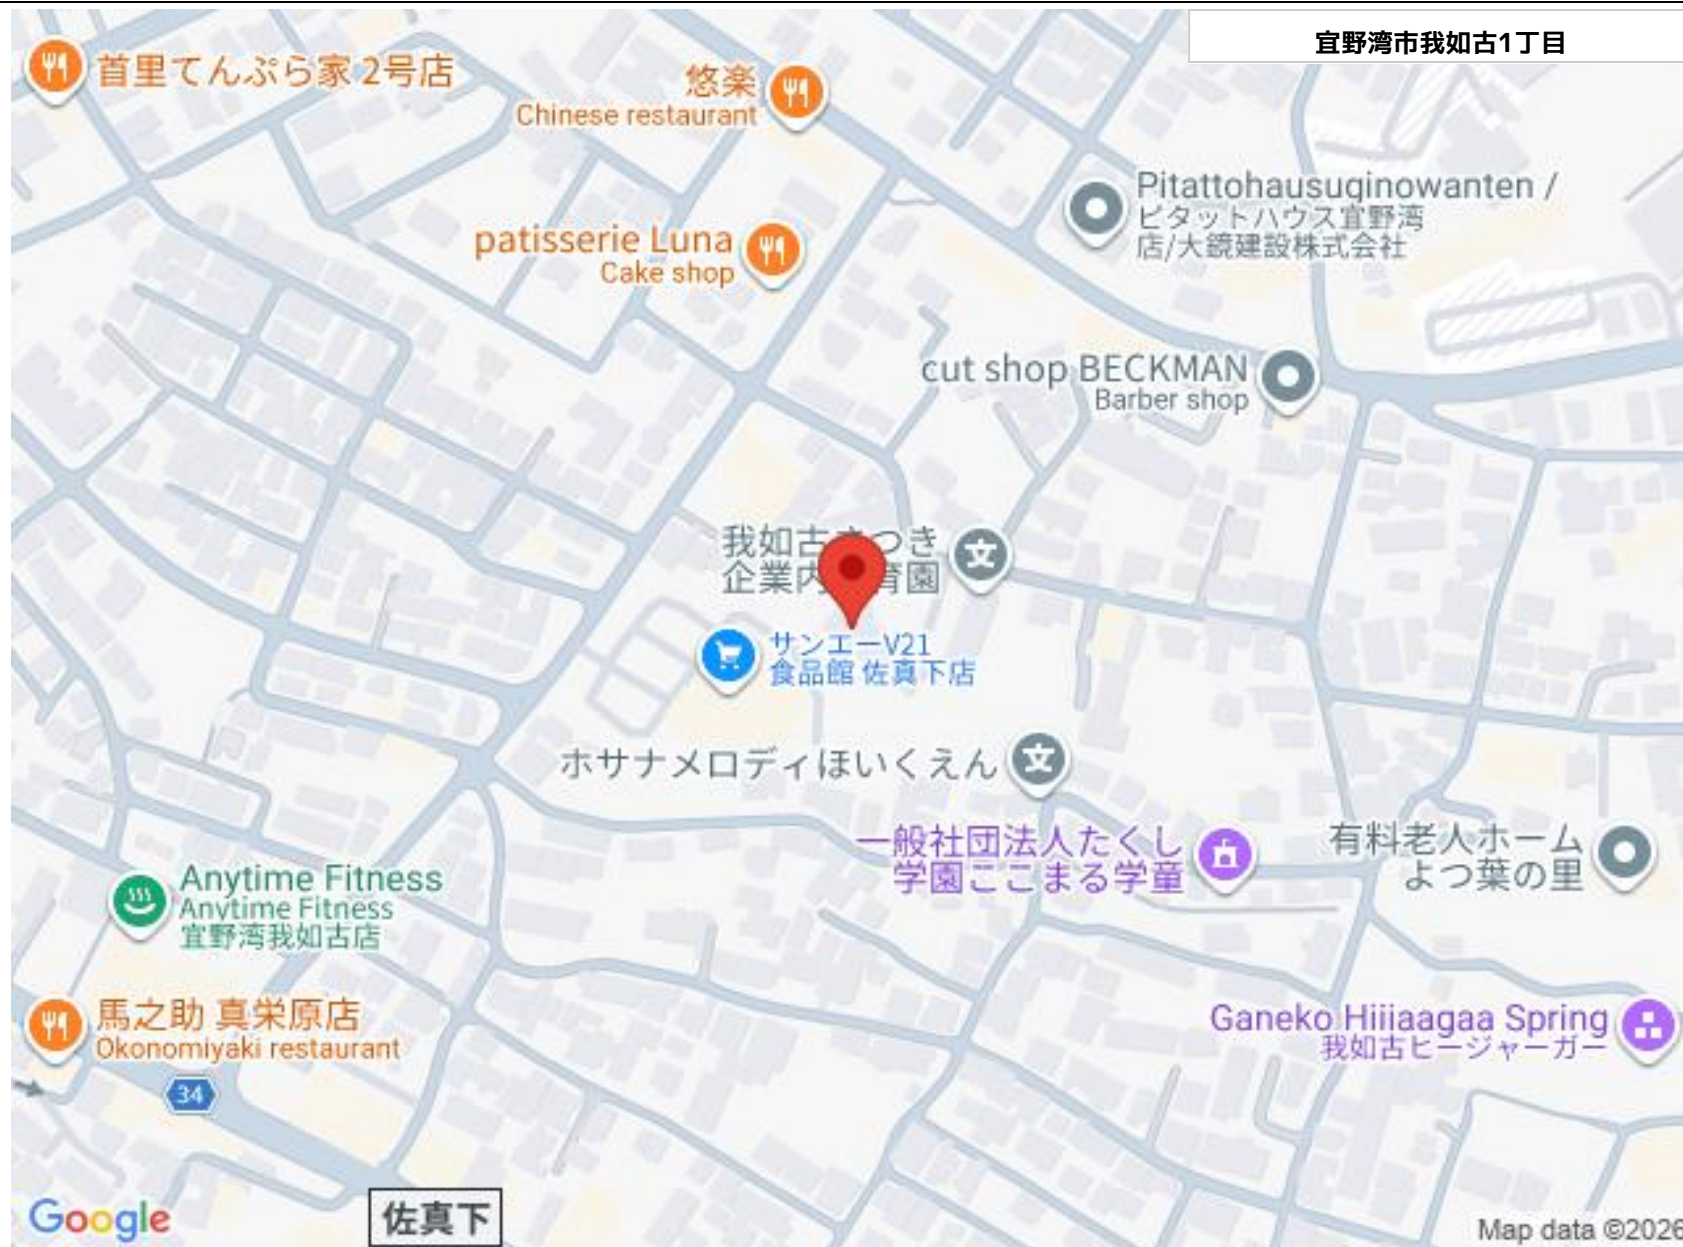 宜野湾市我如古1丁目
首里てんぷら家 2号店
悠楽
Chinese restaurant
Pitattohausuginowanten /
ピタットハウス宜野湾
店/大鏡建設株式会社
patisserie Luna
Cake shop
cut shop BECKMAN
Barber shop
我如古さつき
企業内 育園
サンエーV21
食品館 佐真下店
ホサナメロディほいくえん
一般社団法人たくし
学園ここまる学童
有料老人ホーム
よつ葉の里
Anytime Fitness
Anytime Fitness
宜野湾我如古店
馬之助 真栄原店
Okonomiyaki restaurant
Ganeko Hiiiaagaa Spring
我如古ヒージャーガー
34
佐真下
Google
Map data ©2026